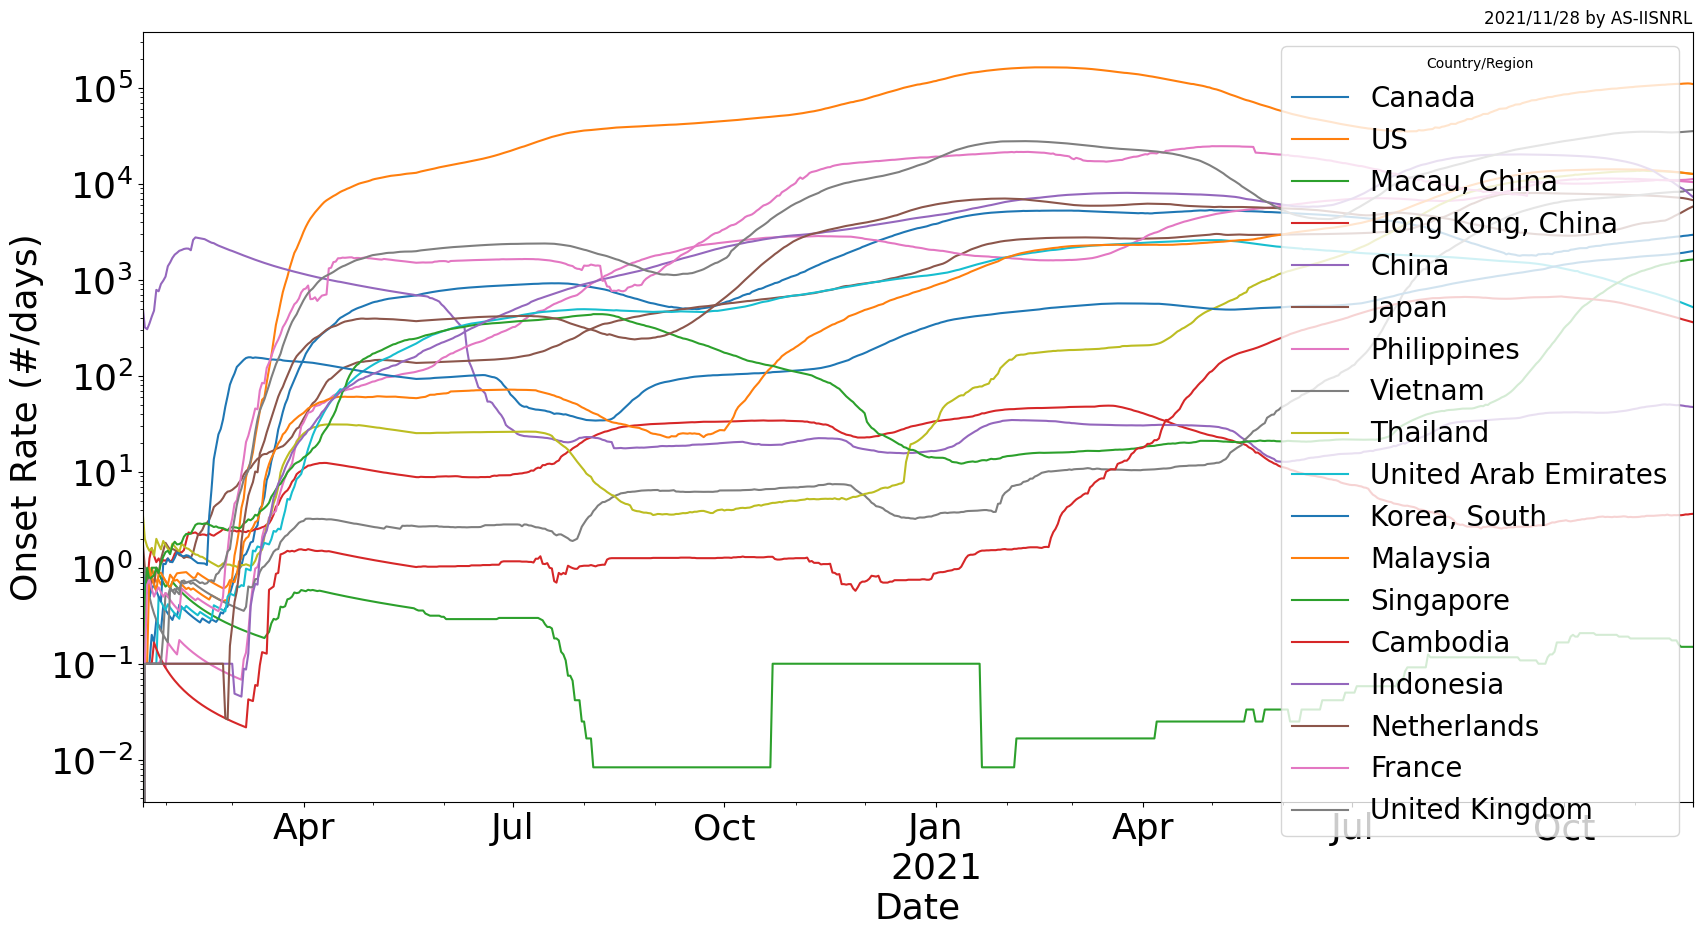 2021/11/28 by AS-IISNRL
Country/Region
Canada
US
Macau, China
Hong Kong, China
China
Japan
Philippines
Vietnam
Thailand
United Arab Emirates
Korea, South
Malaysia
Singapore
Cambodia
Indonesia
Netherlands
France
United Kingdom
Onset Rate (#/days)
10^5
10^4
10^3
10^2
10^1
10^0
10^-1
10^-2
Apr Jul Oct Jan Apr Jul Oct
2021
Date